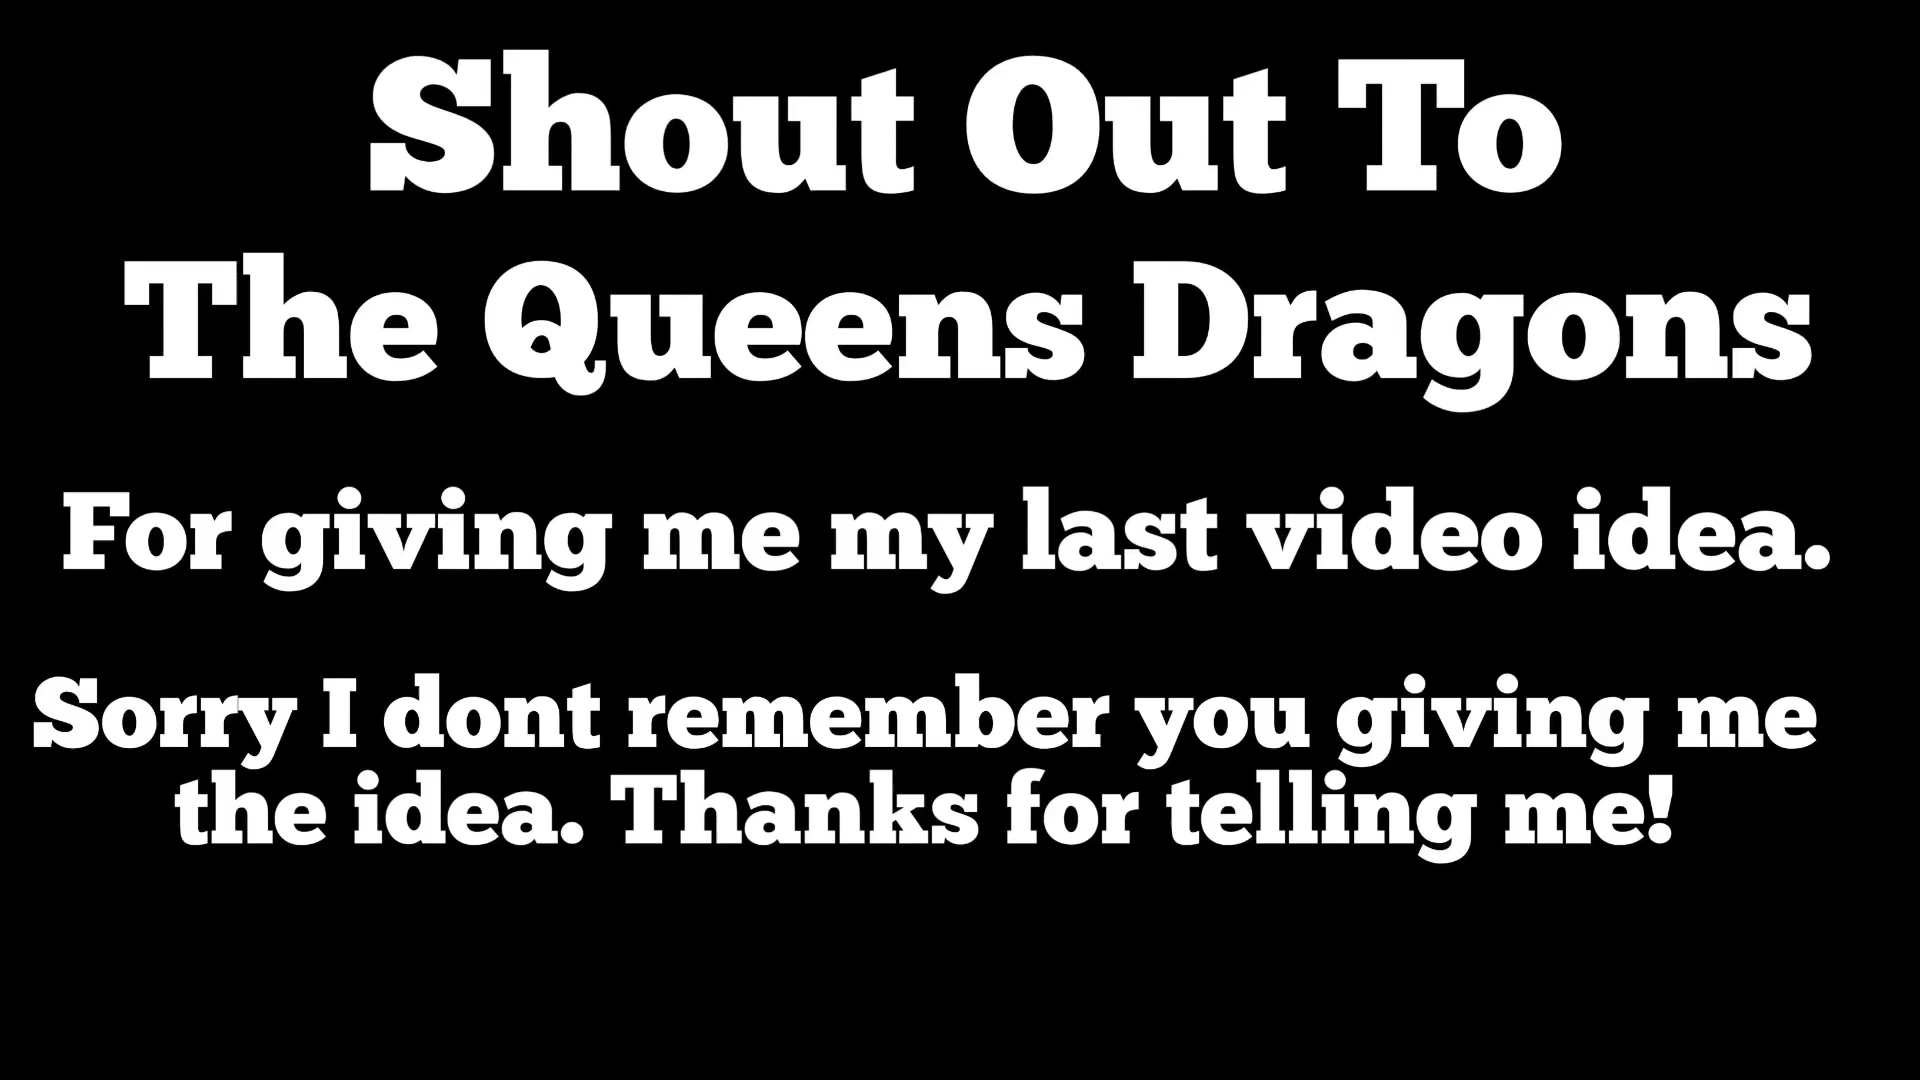 Shout Out To
The Queens Dragons
For giving me my last video idea.
Sorry I dont remember you giving me
the idea. Thanks for telling me!